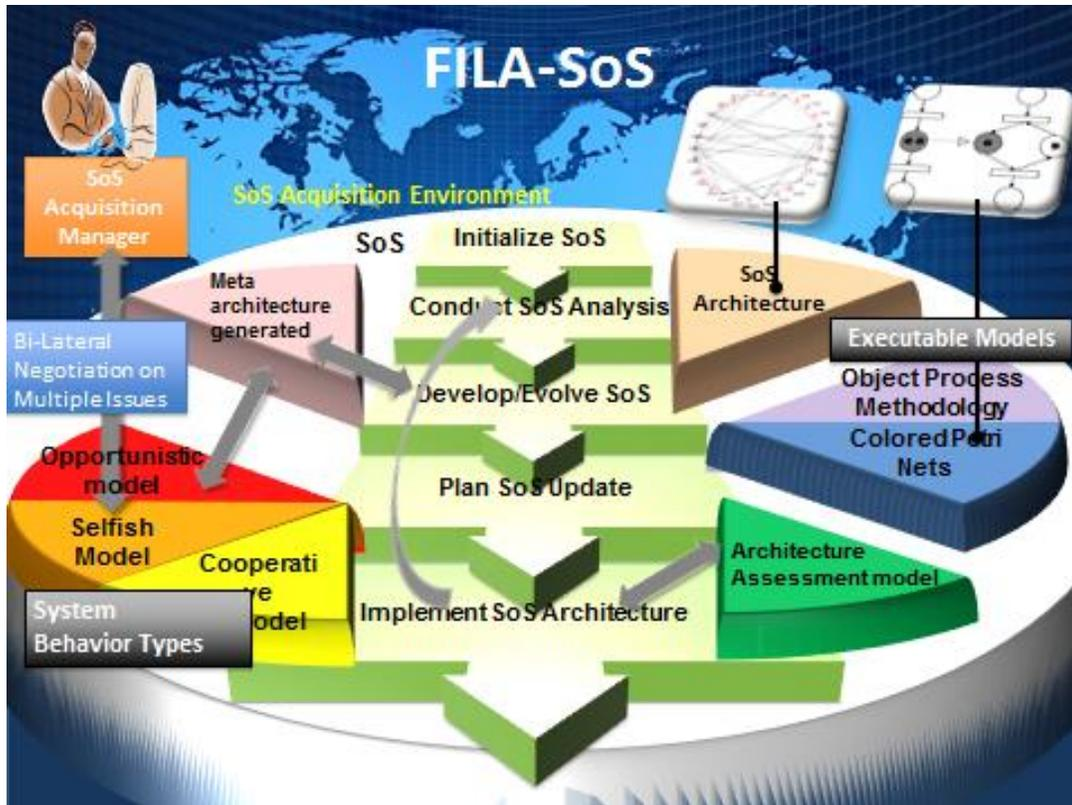 FILA-SoS
SoS
Acquisition
Manager
SoS Acquisition Environment
SoS
Initialize SoS
Meta
architecture
generated
Conduct SoS Analysis
SoS
Architecture
Bi-Lateral
Negotiation on
Multiple Issues
Executable Models
Develop/Evolve SoS
Object Process
Methodology
Colored Petri
Nets
Opportunistic
model
Plan SoS Update
Selfish
Model
Cooperati
ve
Model
Architecture
Assessment model
Implement SoS Architecture
System
Behavior Types